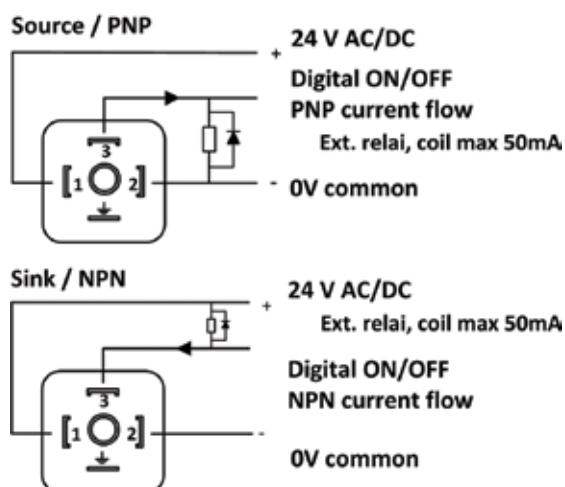 Source / PNP
+ 24 V AC/DC
Digital ON/OFF
PNP current flow
Ext. relai, coil max 50mA
3
1 2
- 0V common
Sink / NPN
+ 24 V AC/DC
Ext. relai, coil max 50mA
Digital ON/OFF
NPN current flow
3
1 2
-
0V common